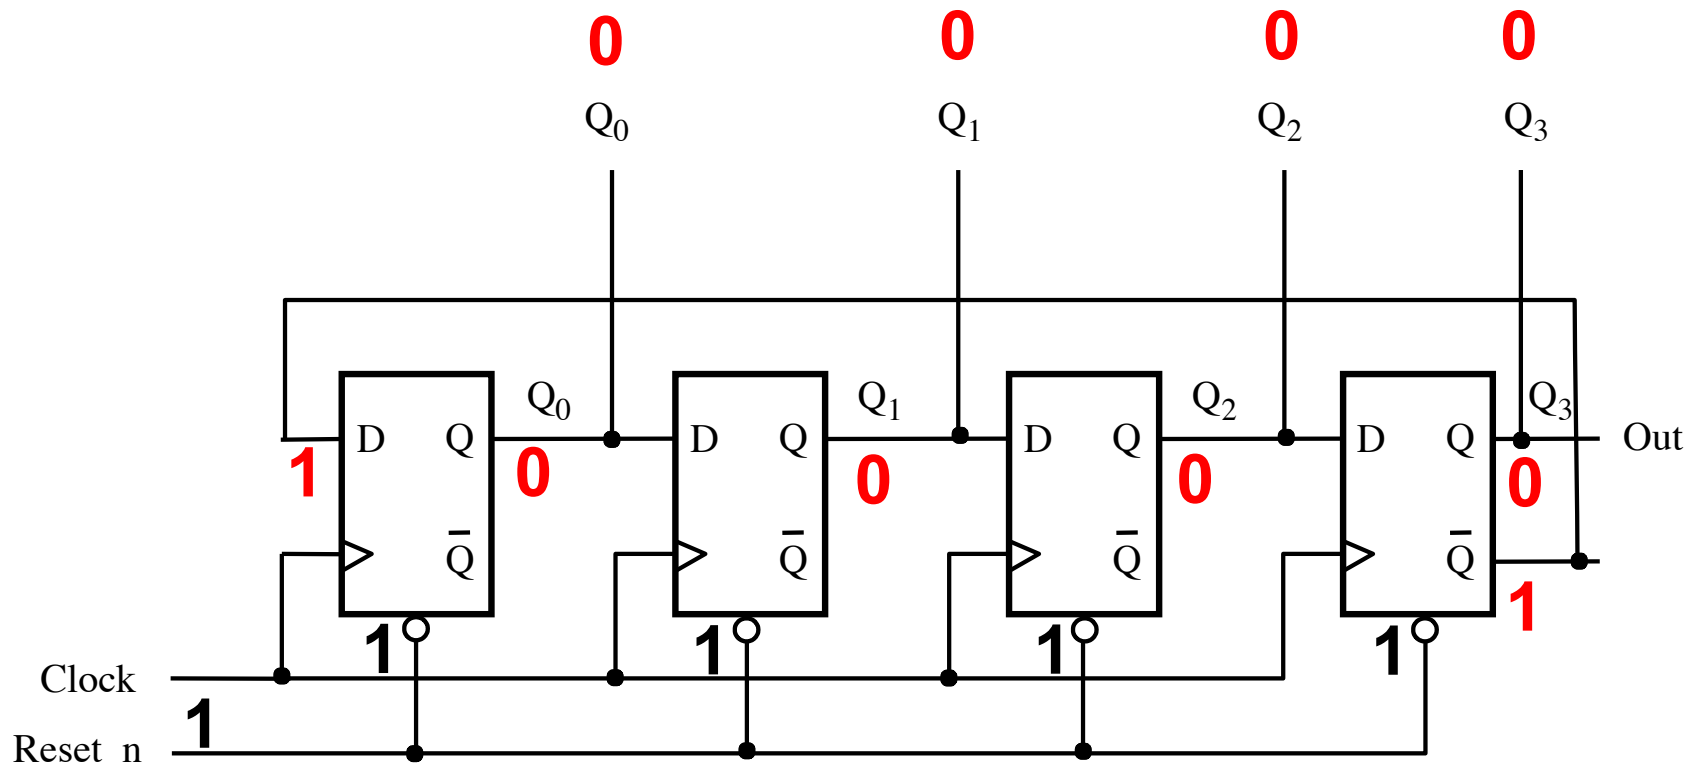 0 0 0 0
Q0 Q1 Q2 Q3
Q0 Q1 Q2 Q3
D Q D Q D Q D Q Out
1 0 0 0 0
Q̅ Q̅ Q̅ Q̅
1
1 1 1 1
Clock
1
Reset n